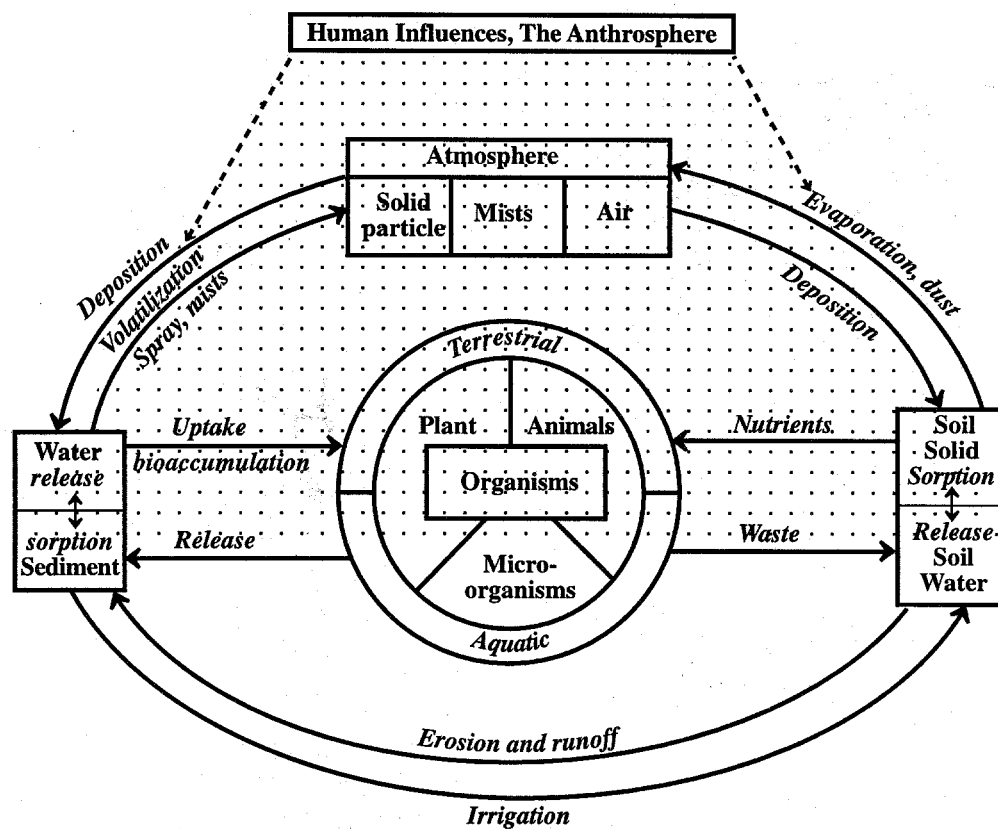 Human Influences, The Anthrosphere
Atmosphere
Solid
particle
Mists
Air
Deposition
Volatilization
Spray, mists
Evaporation, dust
Deposition
Terrestrial
Plant
Animals
Organisms
Micro-
organisms
Aquatic
Uptake
bioaccumulation
Release
Nutrients
Waste
Water
release
sorption
Sediment
Soil
Solid
Sorption
Release-
Soil
Water
Erosion and runoff
Irrigation